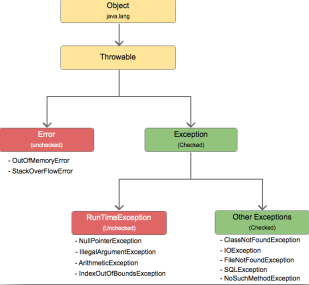 Object
java.lang
Throwable
Error
(unchecked)
Exception
(Checked)
- OutOfMemoryError
- StackOverFlowError
RunTimeException
(Unchecked)
Other Exceptions
(Checked)
- NullPointerException
- IllegalArgumentException
- ArithmeticException
- IndexOutOfBoundsException
- ClassNotFoundException
- IOException
- FileNotFoundException
- SQLException
- NoSuchMethodException